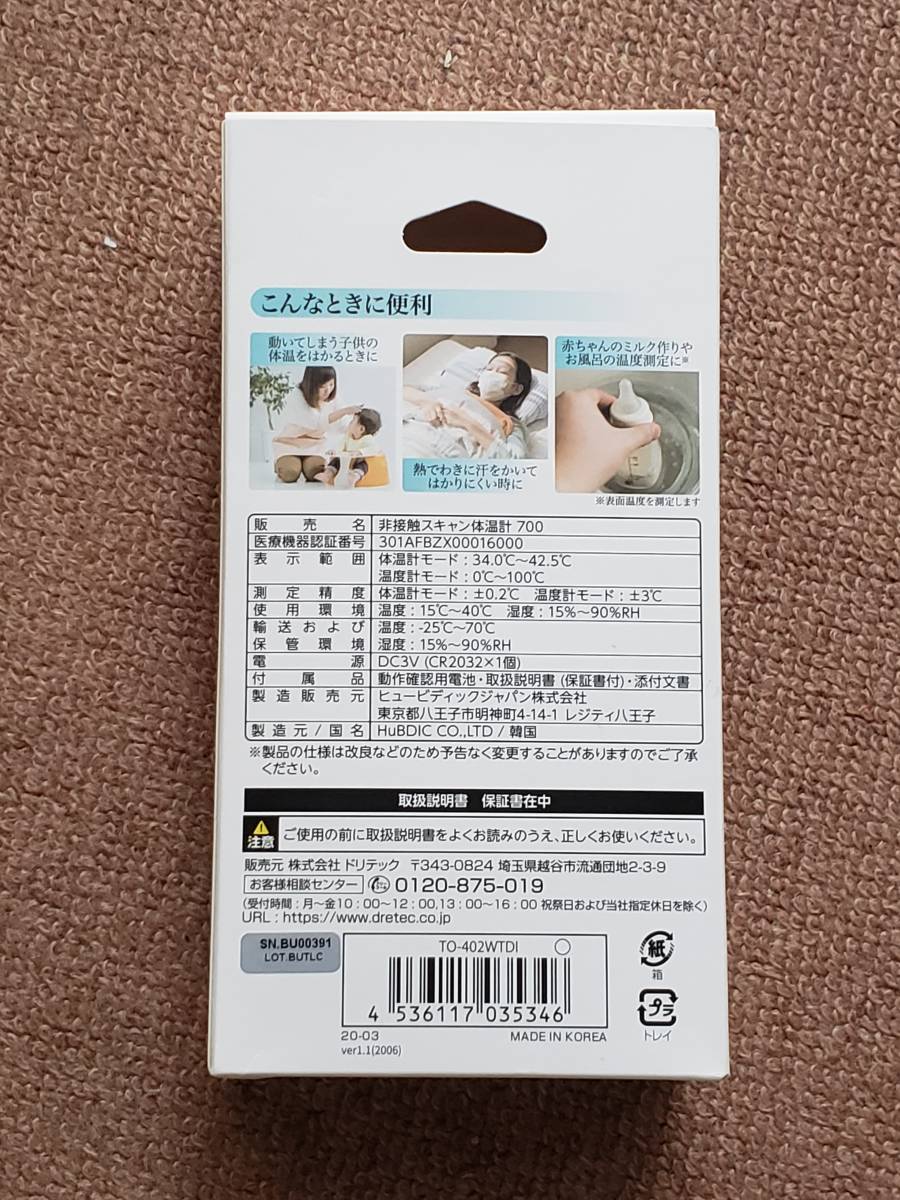 こんなときに便利
動いてしまう子供の
体温をはかるときに
熱でわきに汗をかいて
はかりにくい時に
赤ちゃんのミルク作りや
お風呂の温度測定に※
※表面温度を測定します
販売名 非接触スキャン体温計 700
医療機器認証番号 301AFBZX00016000
表示範囲 体温計モード：34.0℃～42.5℃
温度計モード：0℃～100℃
測定精度 体温計モード：±0.2℃ 温度計モード：±3℃
使用環境 温度：15℃～40℃ 湿度：15%～90%RH
輸送および 温度：-25℃～70℃
保管環境 湿度：15%～90%RH
電源 DC3V (CR2032×1個)
付属品 動作確認用電池・取扱説明書 (保証書付)・添付文書
製造販売元 ヒュービディックジャパン株式会社
東京都八王子市明神町4-14-1 レジティ八王子
製造元/国名 HuBDIC CO.,LTD / 韓国
※製品の仕様は改良などのため予告なく変更することがありますのでご了承
ください。
取扱説明書 保証書在中
注意 ご使用の前に取扱説明書をよくお読みのうえ、正しくお使いください。
販売元 株式会社 ドリテック 〒343-0824 埼玉県越谷市流通団地2-3-9
お客様相談センター 0120-875-019
(受付時間：月～金10：00～12：00,13：00～16：00 祝祭日および当社指定休日を除く)
URL：https://www.dretec.co.jp
SN.BU00391
LOT.BUTLC
TO-402WTDI
4 536117 035346
20-03 MADE IN KOREA
ver1.1(2006)
紙
箱
プラ
トレイ